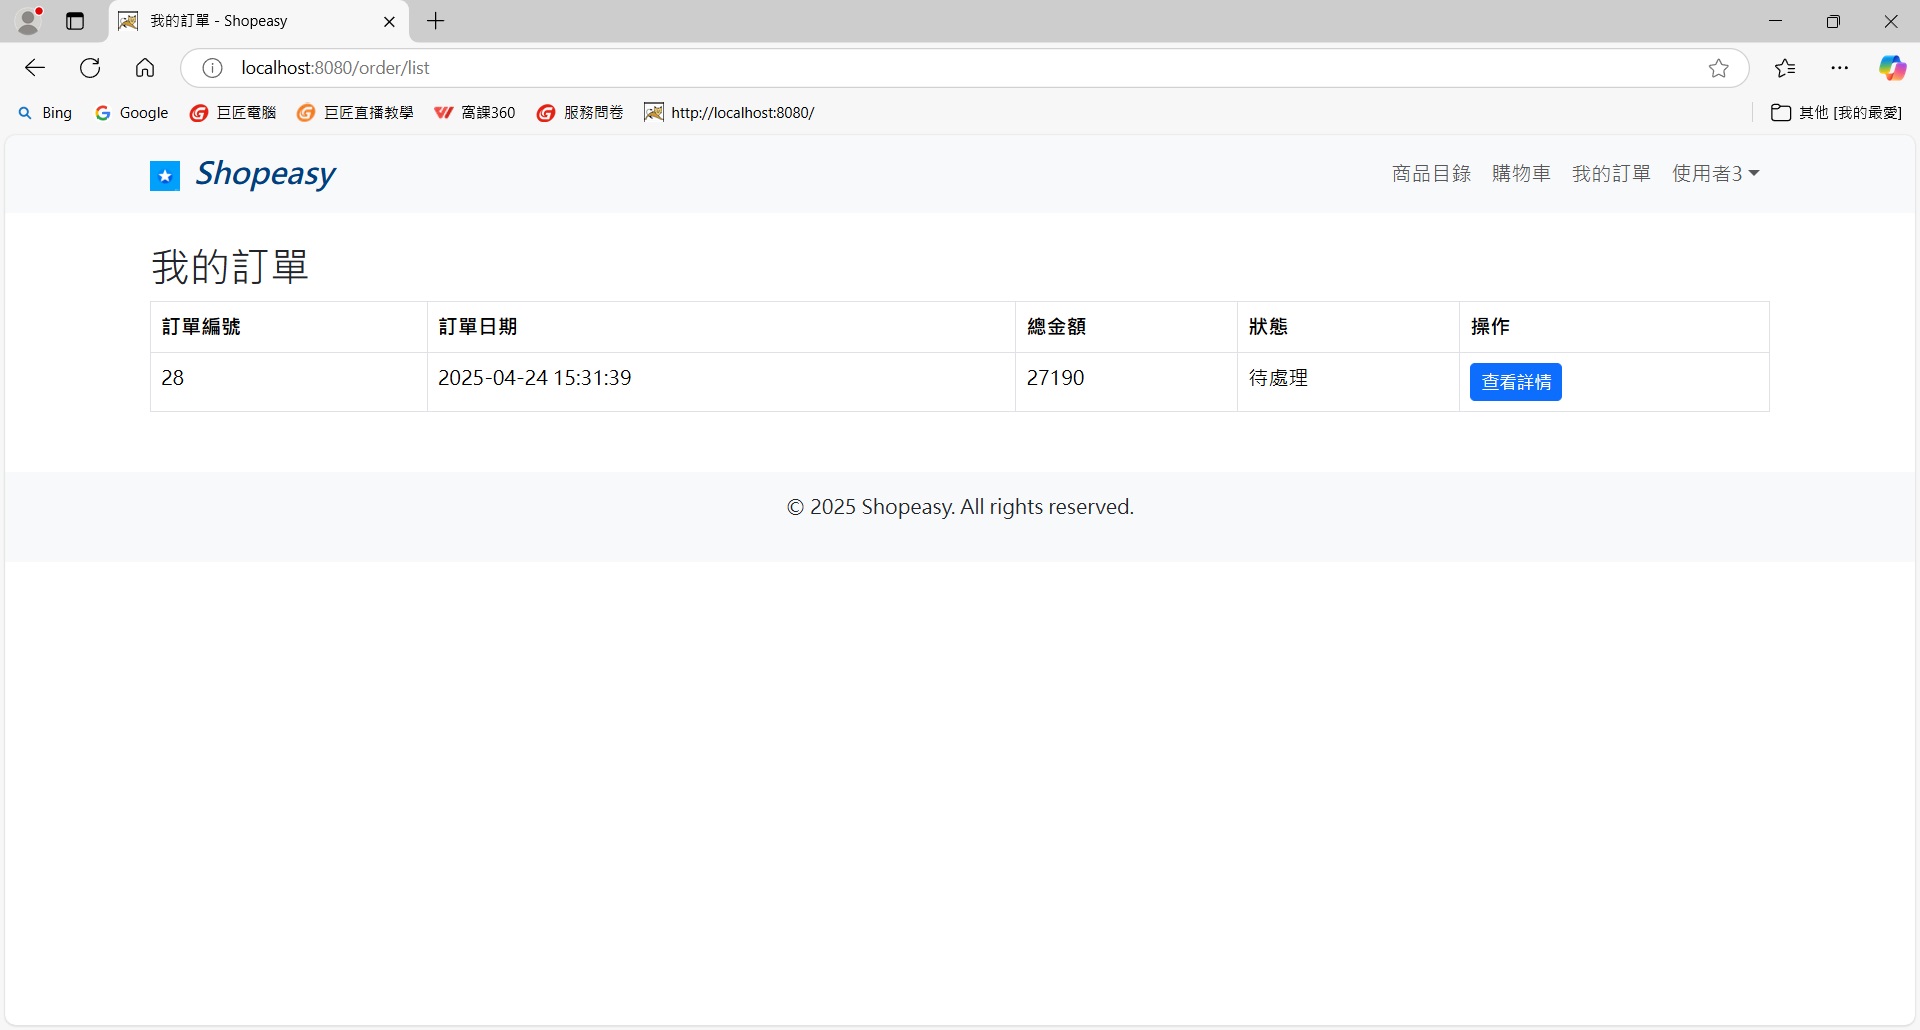 我的訂單 - Shopeasy
localhost:8080/order/list
Bing Google 巨匠電腦 巨匠直播教學 窩課360 服務問卷 http://localhost:8080/ 其他 [我的最愛]
Shopeasy 商品目錄 購物車 我的訂單 使用者3
我的訂單
訂單編號 訂單日期 總金額 狀態 操作
28 2025-04-24 15:31:39 27190 待處理 查看詳情
© 2025 Shopeasy. All rights reserved.